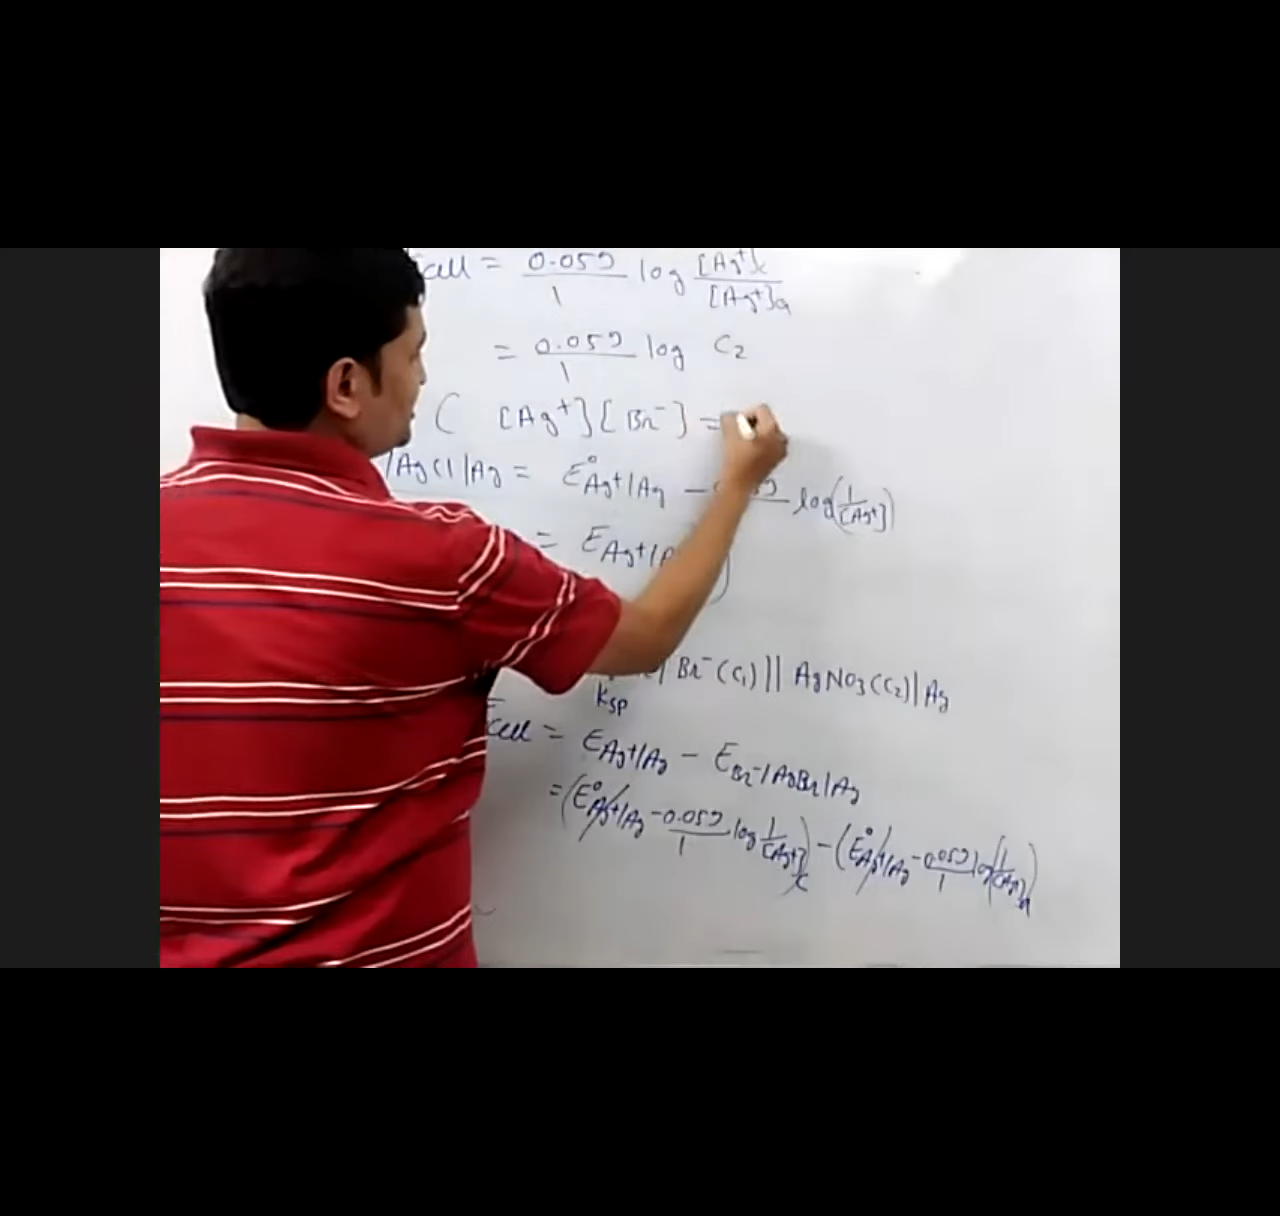 cell = 0.059/1 log [Ag⁺]c/[Ag⁺]a
= 0.059/1 log C₂
( [Ag⁺][Br⁻] =
/AgCl/Ag = E°Ag⁺/Ag − log(1/[Ag⁺])
= EAg⁺/
Br⁻(C₁)||AgNO₃(C₂)|Ag
Ksp
Ecell = EAg⁺/Ag − EBr⁻/AgBr/Ag
=(E°Ag⁺/Ag − 0.059/1 log 1/[Ag⁺]c) − (E°Ag⁺/Ag − 0.059/1 log 1/[Ag⁺]a)